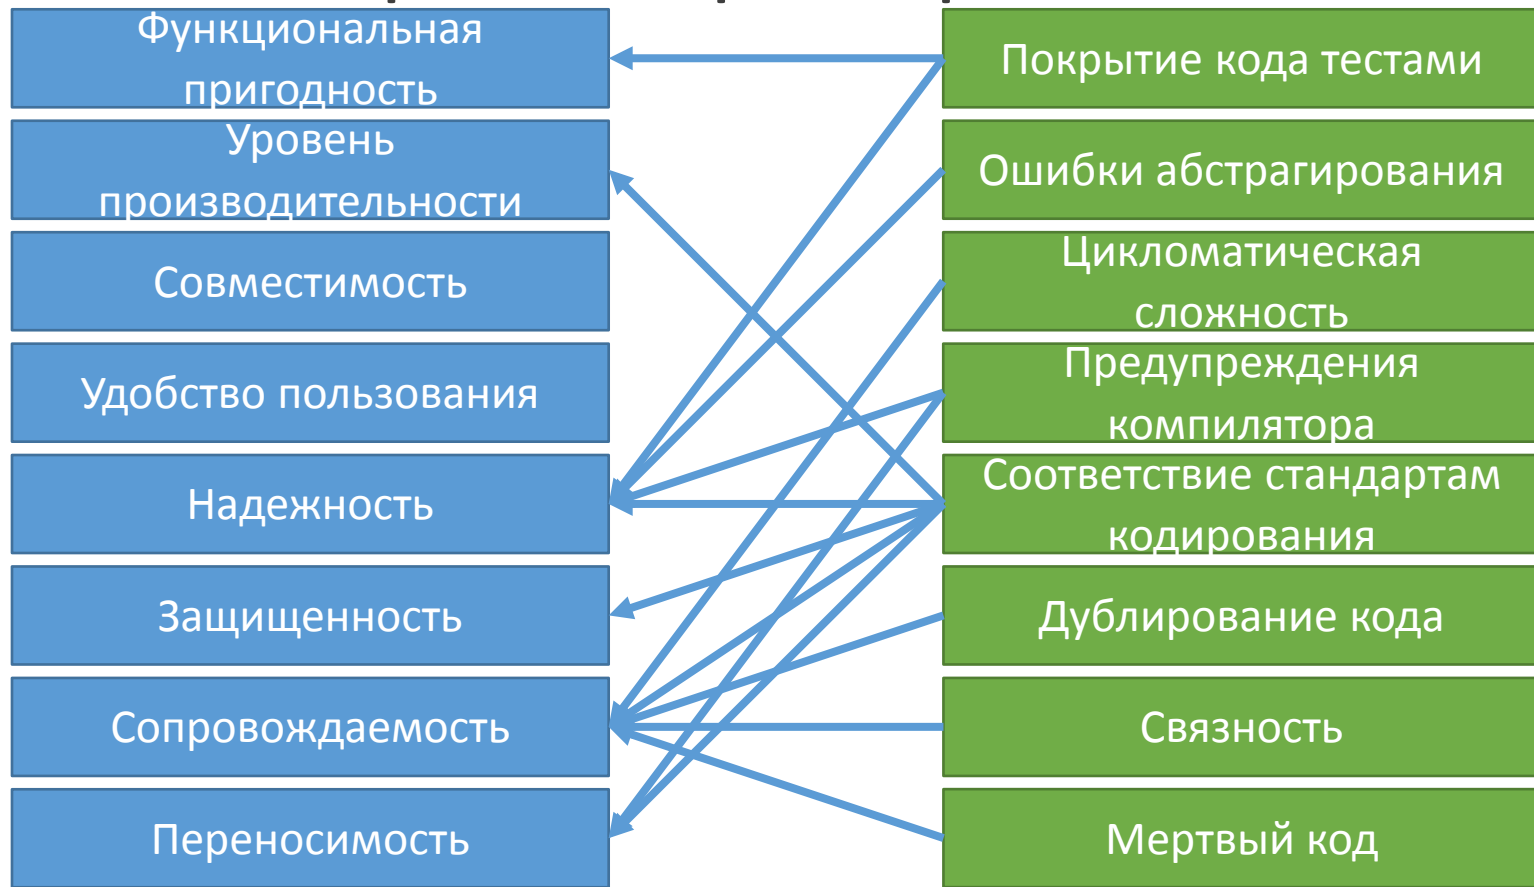 Функциональная
пригодность
Уровень
производительности
Совместимость
Удобство пользования
Надежность
Защищенность
Сопровождаемость
Переносимость
Покрытие кода тестами
Ошибки абстрагирования
Цикломатическая
сложность
Предупреждения
компилятора
Соответствие стандартам
кодирования
Дублирование кода
Связность
Мертвый код